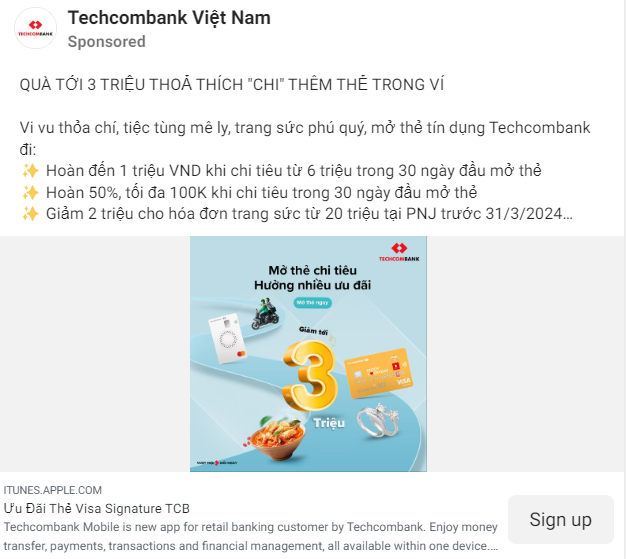 TECHCOMBANK
Techcombank Việt Nam
Sponsored
QUÀ TỚI 3 TRIỆU THOẢ THÍCH "CHI" THÊM THẺ TRONG VÍ
Vi vu thỏa chí, tiệc tùng mê ly, trang sức phú quý, mở thẻ tín dụng Techcombank
đi:
✨ Hoàn đến 1 triệu VND khi chi tiêu từ 6 triệu trong 30 ngày đầu mở thẻ
✨ Hoàn 50%, tối đa 100K khi chi tiêu trong 30 ngày đầu mở thẻ
✨ Giảm 2 triệu cho hóa đơn trang sức từ 20 triệu tại PNJ trước 31/3/2024...
TECHCOMBANK
Mở thẻ chi tiêu
Hưởng nhiều ưu đãi
Mở thẻ ngay
Giảm tới
3
VISA
Triệu
ITUNES.APPLE.COM
Ưu Đãi Thẻ Visa Signature TCB
Techcombank Mobile is new app for retail banking customer by Techcombank. Enjoy money
transfer, payments, transactions and financial management, all available within one device....
Sign up